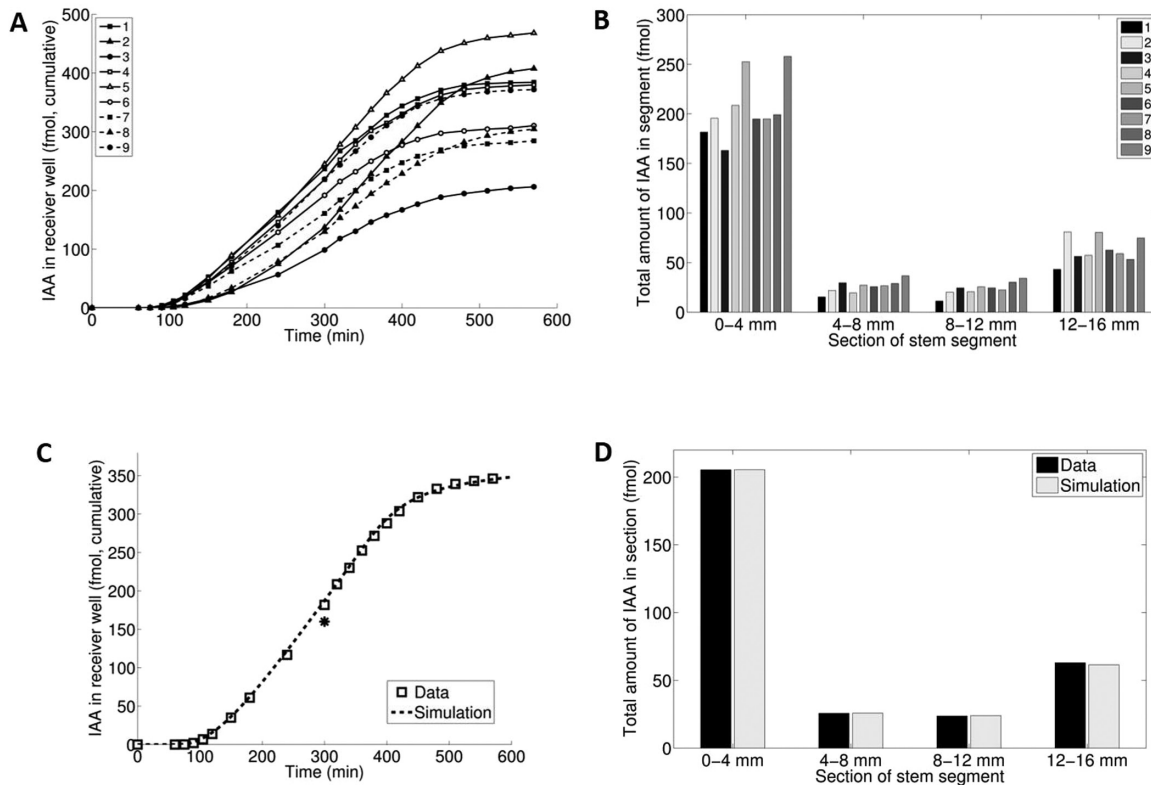 A
IAA in receiver well (fmol, cumulative)
500
400
300
200
100
0
1
2
3
4
5
6
7
8
9
0 100 200 300 400 500 600
Time (min)
B
Total amount of IAA in segment (fmol)
300
250
200
150
100
50
0
1
2
3
4
5
6
7
8
9
0–4 mm 4–8 mm 8–12 mm 12–16 mm
Section of stem segment
C
IAA in receiver well (fmol, cumulative)
350
300
250
200
150
100
50
0
*
Data
Simulation
0 100 200 300 400 500 600
Time (min)
D
Total amount of IAA in section (fmol)
200
150
100
50
0
Data
Simulation
0–4 mm 4–8 mm 8–12 mm 12–16 mm
Section of stem segment